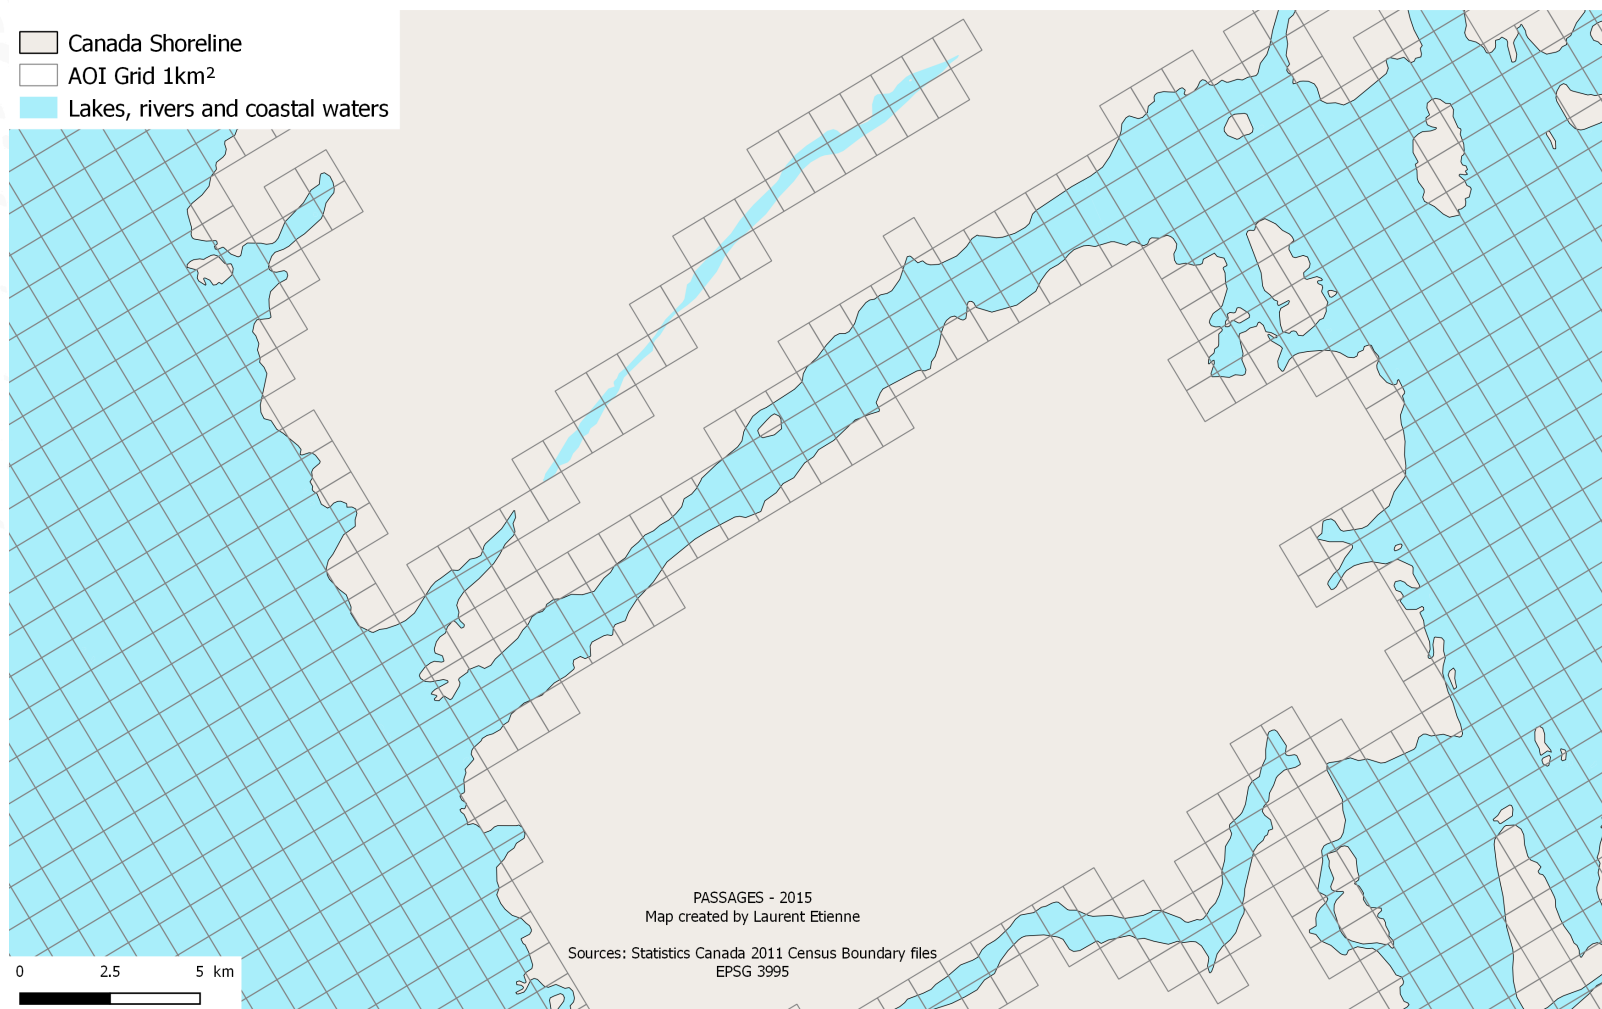 Canada Shoreline
AOI Grid 1km²
Lakes, rivers and coastal waters
PASSAGES - 2015
Map created by Laurent Etienne
Sources: Statistics Canada 2011 Census Boundary files
EPSG 3995
0 2.5 5 km